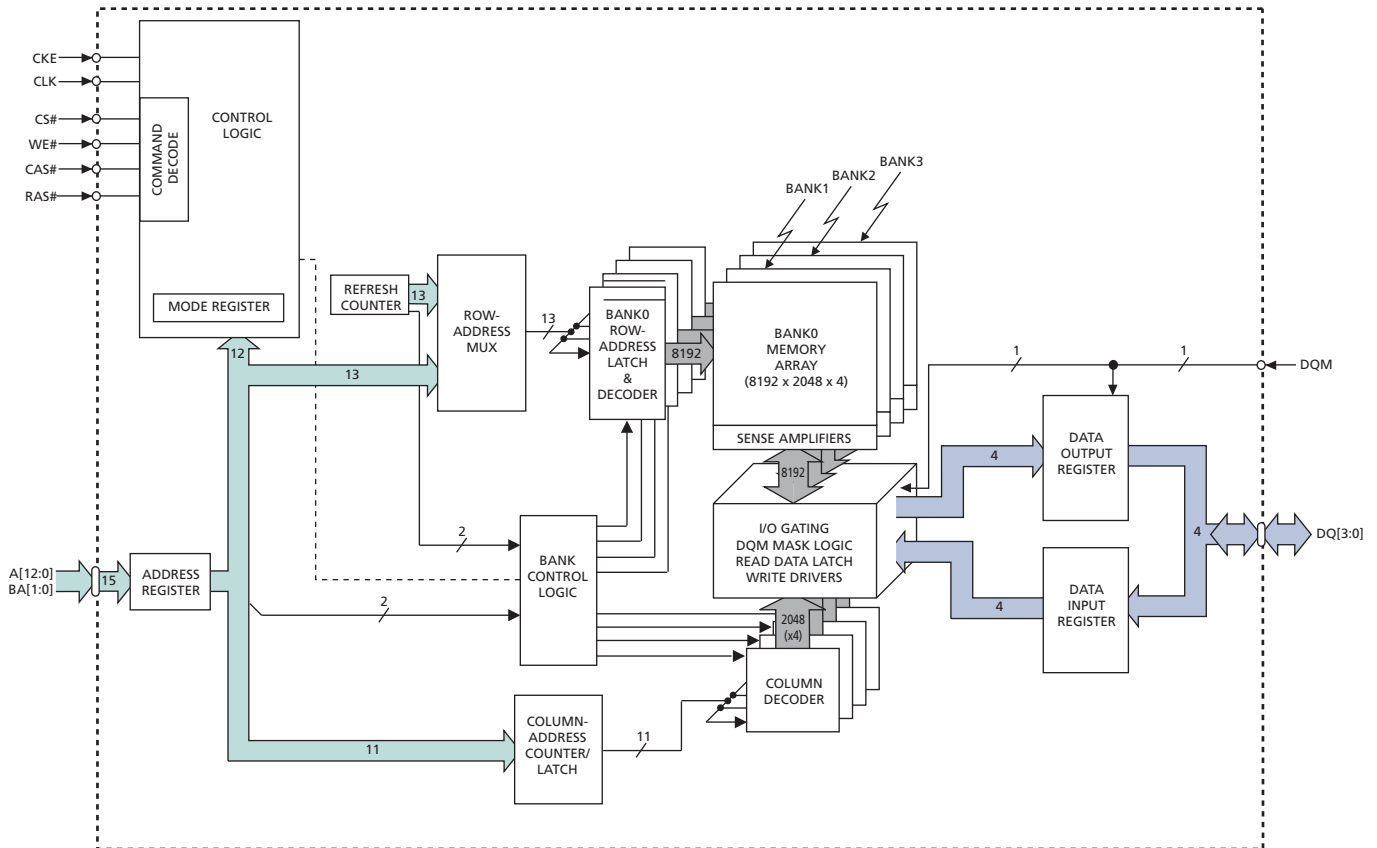 CKE
CLK
CS#
WE#
CAS#
RAS#
COMMAND
DECODE
CONTROL
LOGIC
MODE REGISTER
12
REFRESH
COUNTER
13
13
ROW-
ADDRESS
MUX
13
BANK0
ROW-
ADDRESS
LATCH
&
DECODER
8192
BANK1
BANK2
BANK3
BANK0
MEMORY
ARRAY
(8192 x 2048 x 4)
SENSE AMPLIFIERS
8192
1
1
DQM
I/O GATING
DQM MASK LOGIC
READ DATA LATCH
WRITE DRIVERS
4
DATA
OUTPUT
REGISTER
4
DQ[3:0]
4
DATA
INPUT
REGISTER
A[12:0]
BA[1:0]
15
ADDRESS
REGISTER
2
2
BANK
CONTROL
LOGIC
2048
(x4)
COLUMN
DECODER
11
COLUMN-
ADDRESS
COUNTER/
LATCH
11